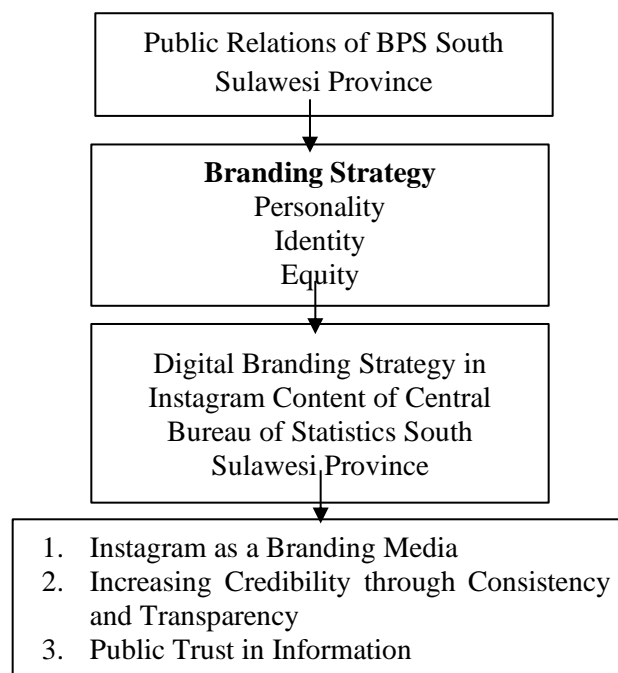 Public Relations of BPS South
Sulawesi Province
Branding Strategy
Personality
Identity
Equity
Digital Branding Strategy in
Instagram Content of Central
Bureau of Statistics South
Sulawesi Province
1. Instagram as a Branding Media
2. Increasing Credibility through Consistency
and Transparency
3. Public Trust in Information